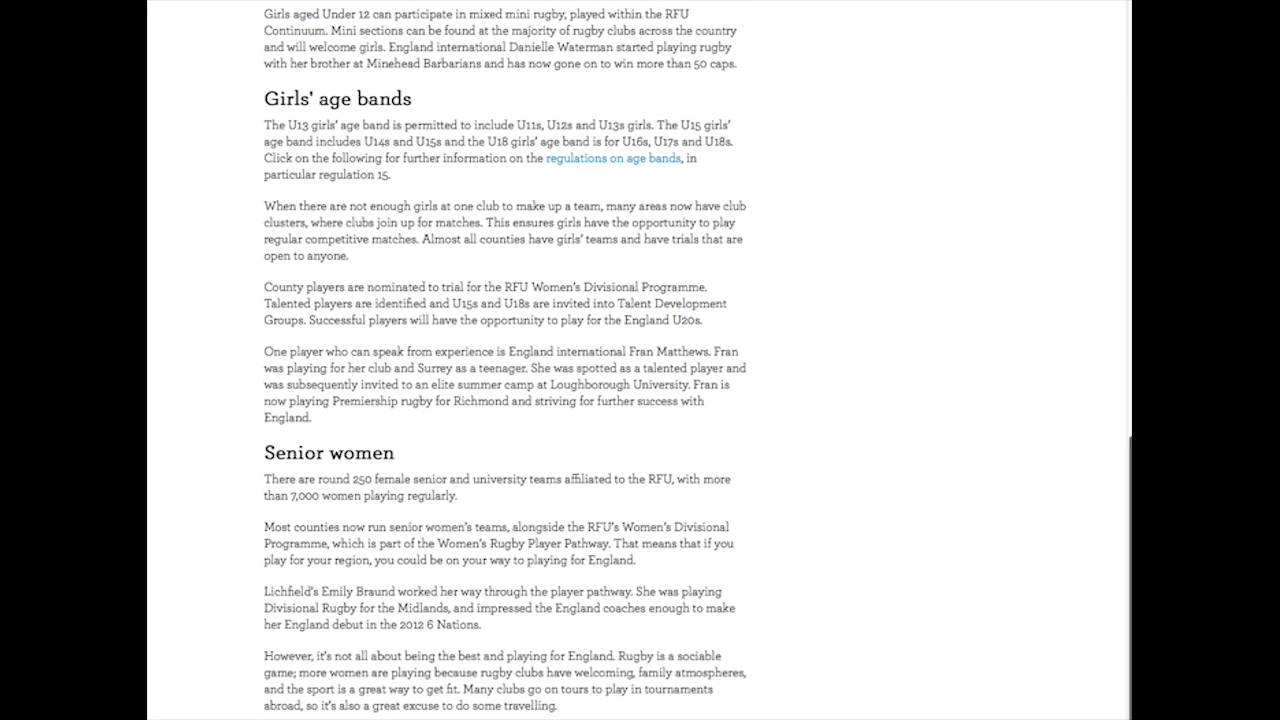 Girls aged Under 12 can participate in mixed mini rugby, played within the RFU
Continuum. Mini sections can be found at the majority of rugby clubs across the country
and will welcome girls. England international Danielle Waterman started playing rugby
with her brother at Minehead Barbarians and has now gone on to win more than 50 caps.
Girls' age bands
The U13 girls' age band is permitted to include U11s, U12s and U13s girls. The U15 girls'
age band includes U14s and U15s and the U18 girls' age band is for U16s, U17s and U18s.
Click on the following for further information on the regulations on age bands, in
particular regulation 15.
When there are not enough girls at one club to make up a team, many areas now have club
clusters, where clubs join up for matches. This ensures girls have the opportunity to play
regular competitive matches. Almost all counties have girls' teams and have trials that are
open to anyone.
County players are nominated to trial for the RFU Women's Divisional Programme.
Talented players are identified and U15s and U18s are invited into Talent Development
Groups. Successful players will have the opportunity to play for the England U20s.
One player who can speak from experience is England international Fran Matthews. Fran
was playing for her club and Surrey as a teenager. She was spotted as a talented player and
was subsequently invited to an elite summer camp at Loughborough University. Fran is
now playing Premiership rugby for Richmond and striving for further success with
England.
Senior women
There are round 250 female senior and university teams affiliated to the RFU, with more
than 7,000 women playing regularly.
Most counties now run senior women's teams, alongside the RFU's Women's Divisional
Programme, which is part of the Women's Rugby Player Pathway. That means that if you
play for your region, you could be on your way to playing for England.
Lichfield's Emily Braund worked her way through the player pathway. She was playing
Divisional Rugby for the Midlands, and impressed the England coaches enough to make
her England debut in the 2012 6 Nations.
However, it's not all about being the best and playing for England. Rugby is a sociable
game; more women are playing because rugby clubs have welcoming, family atmospheres,
and the sport is a great way to get fit. Many clubs go on tours to play in tournaments
abroad, so it's also a great excuse to do some travelling.